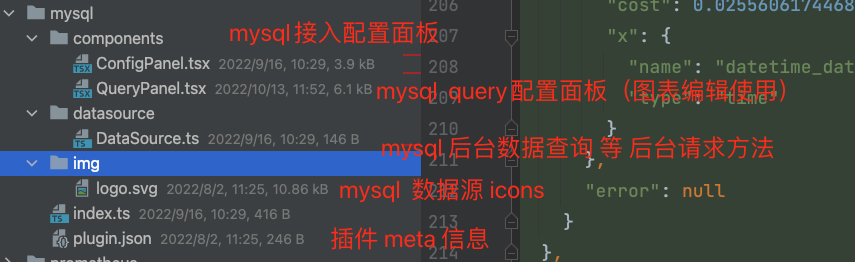 mysql
components
mysql接入配置面板
ConfigPanel.tsx 2022/9/16, 10:29, 3.9 kB
QueryPanel.tsx 2022/10/13, 11:52, 6.1 kB
mysql query配置面板（图表编辑使用）
datasource
DataSource.ts 2022/9/16, 10:29, 146 B
mysql 后台数据查询 等 后台请求方法
img
logo.svg 2022/8/2, 11:25, 10.86 kB
mysql 数据源 icons
index.ts 2022/9/16, 10:29, 416 B
plugin.json 2022/8/2, 11:25, 246 B
插件 meta 信息
prometheus
206 "cost": 0.0255606174468
207 "x": {
208 "name": "datetime_dat
209 "type": "time"
210 }
211 },
"error": null
213 }
214 },